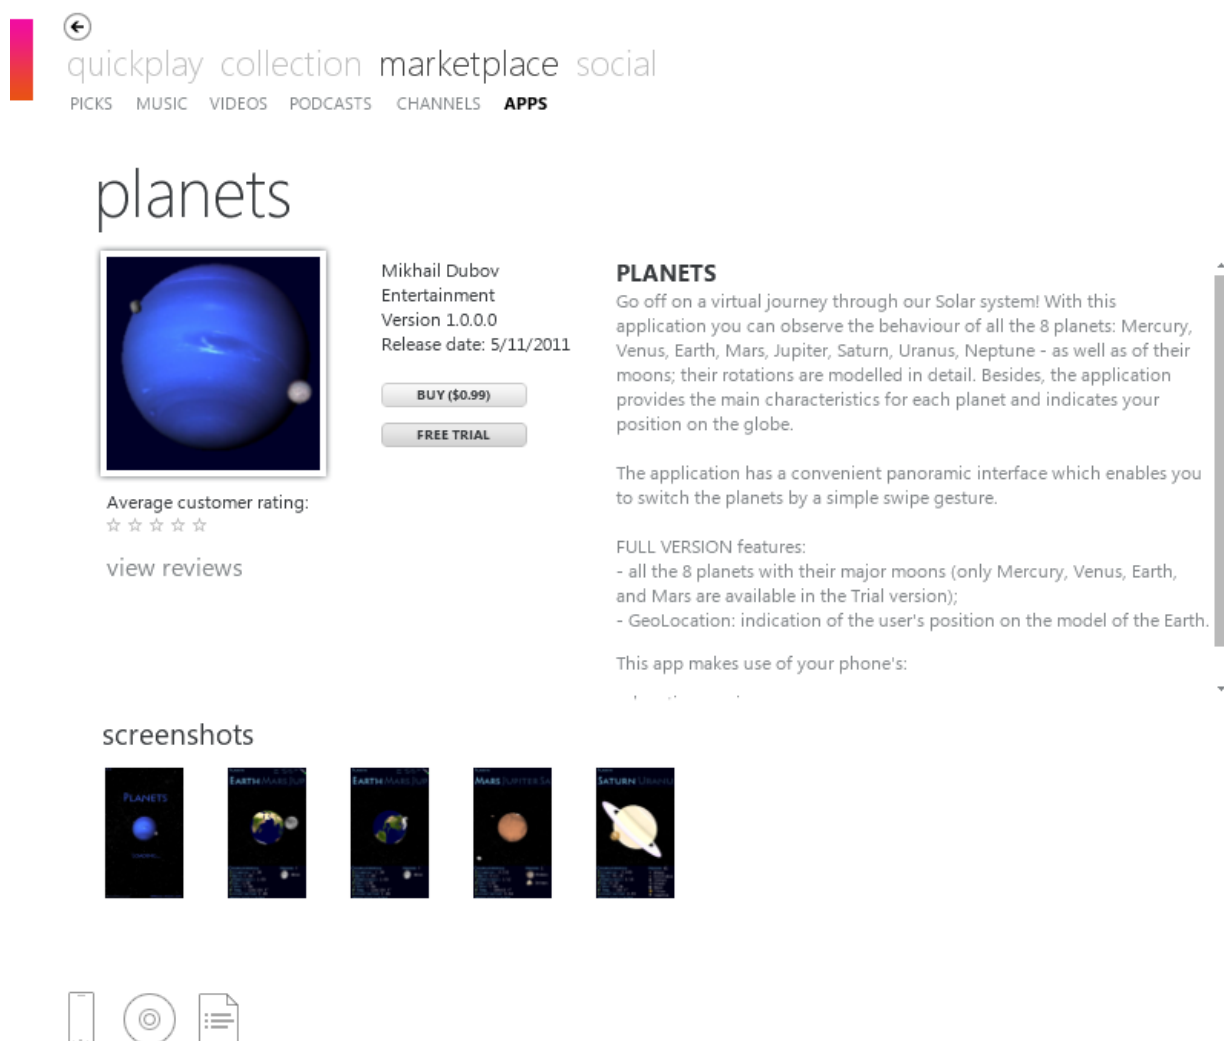 quickplay collection marketplace social
PICKS MUSIC VIDEOS PODCASTS CHANNELS APPS
planets
Mikhail Dubov
Entertainment
Version 1.0.0.0
Release date: 5/11/2011
BUY ($0.99)
FREE TRIAL
Average customer rating:
☆ ☆ ☆ ☆ ☆
view reviews
PLANETS
Go off on a virtual journey through our Solar system! With this
application you can observe the behaviour of all the 8 planets: Mercury,
Venus, Earth, Mars, Jupiter, Saturn, Uranus, Neptune - as well as of their
moons; their rotations are modelled in detail. Besides, the application
provides the main characteristics for each planet and indicates your
position on the globe.
The application has a convenient panoramic interface which enables you
to switch the planets by a simple swipe gesture.
FULL VERSION features:
- all the 8 planets with their major moons (only Mercury, Venus, Earth,
and Mars are available in the Trial version);
- GeoLocation: indication of the user's position on the model of the Earth.
This app makes use of your phone's:
screenshots
PLANETS
EARTH MARS JUP
EARTH MARS JUP
MARS JUPITER SA
SATURN URANU